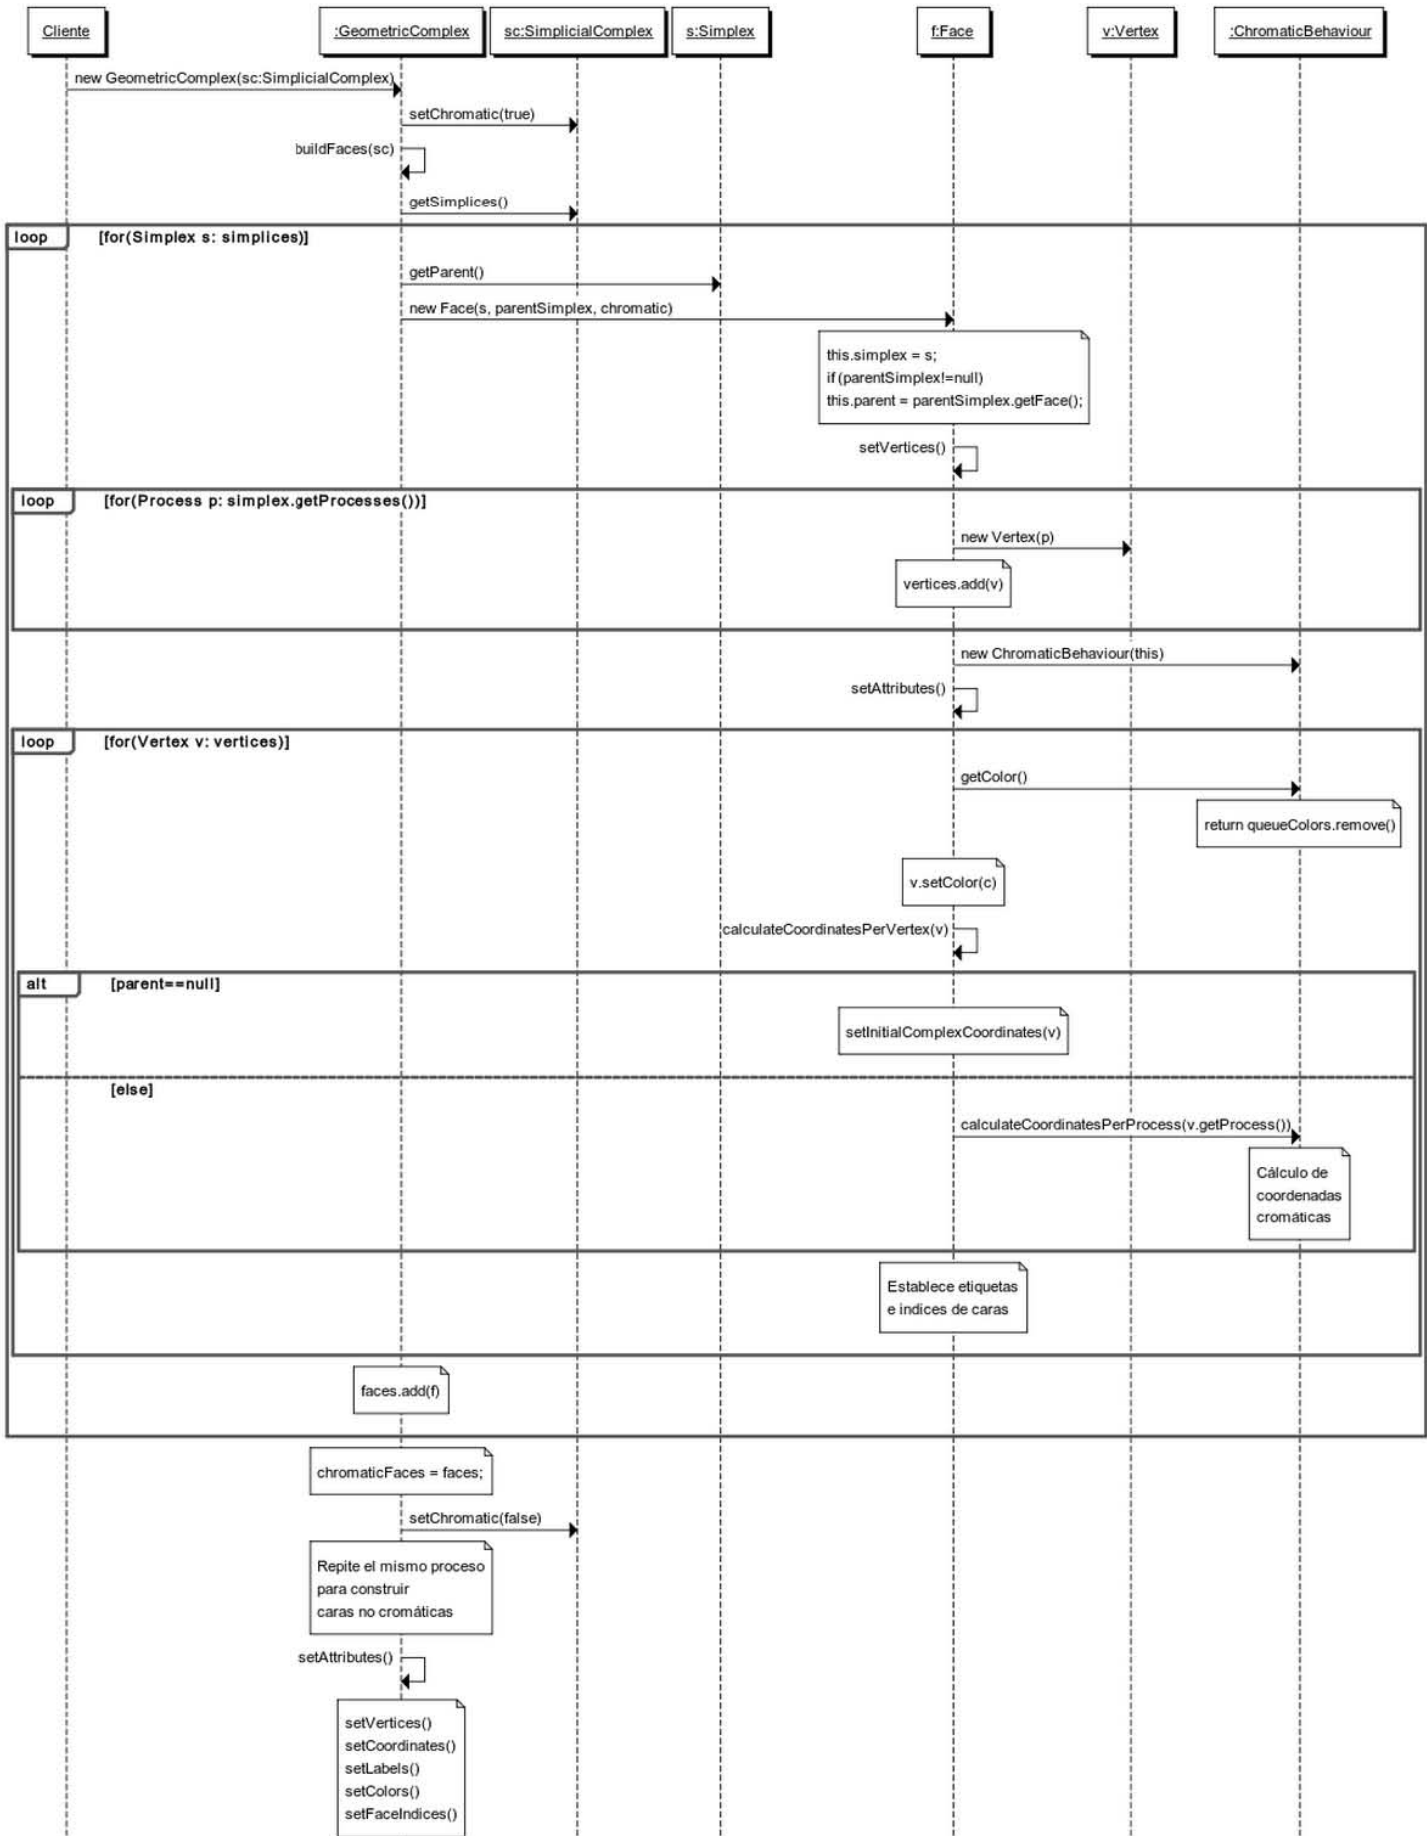 Cliente
:GeometricComplex
sc:SimplicialComplex
s:Simplex
f:Face
v:Vertex
:ChromaticBehaviour
new GeometricComplex(sc:SimplicialComplex)
setChromatic(true)
buildFaces(sc)
getSimplices()
loop [for(Simplex s: simplices)]
getParent()
new Face(s, parentSimplex, chromatic)
this.simplex = s;
if(parentSimplex!=null)
this.parent = parentSimplex.getFace();
setVertices()
loop [for(Process p: simplex.getProcesses())]
new Vertex(p)
vertices.add(v)
new ChromaticBehaviour(this)
setAttributes()
loop [for(Vertex v: vertices)]
getColor()
return queueColors.remove()
v.setColor(c)
calculateCoordinatesPerVertex(v)
alt [parent==null]
setInitialComplexCoordinates(v)
[else]
calculateCoordinatesPerProcess(v.getProcess())
Cálculo de
coordenadas
cromáticas
Establece etiquetas
e indices de caras
faces.add(f)
chromaticFaces = faces;
setChromatic(false)
Repite el mismo proceso
para construir
caras no cromáticas
setAttributes()
setVertices()
setCoordinates()
setLabels()
setColors()
setFaceIndices()